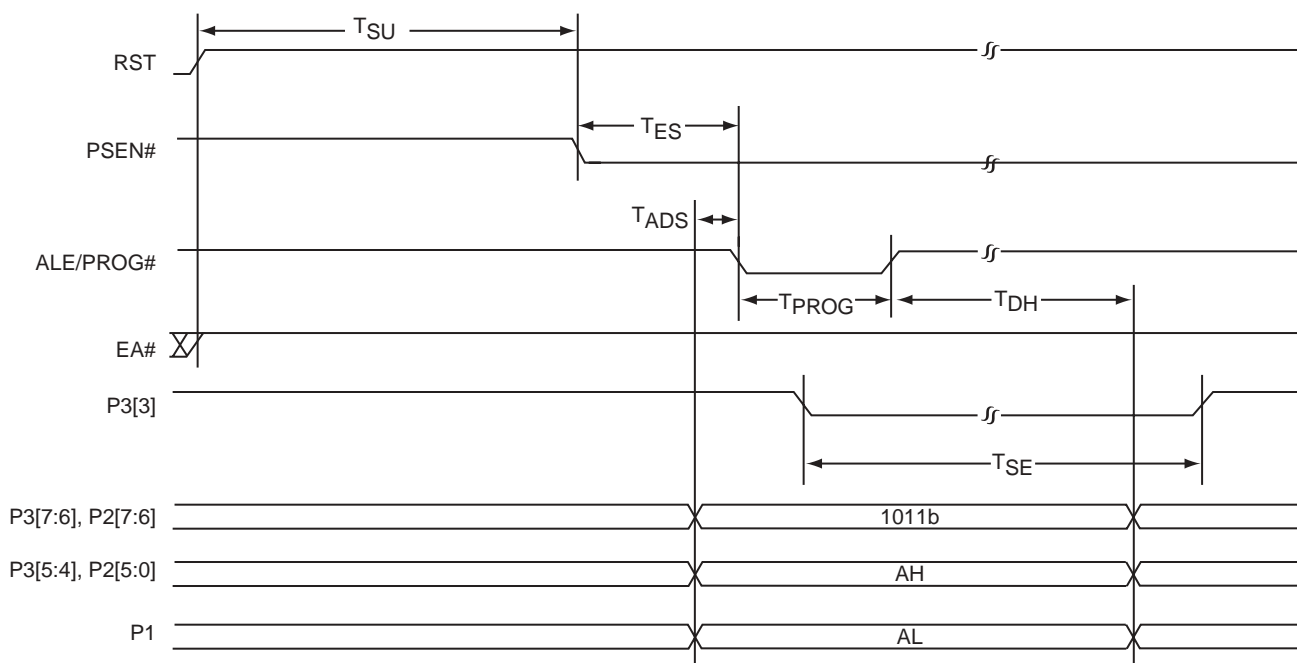 TSU
RST
TES
PSEN#
TADS
ALE/PROG#
TPROG
TDH
EA#
P3[3]
TSE
P3[7:6], P2[7:6]
1011b
P3[5:4], P2[5:0]
AH
P1
AL